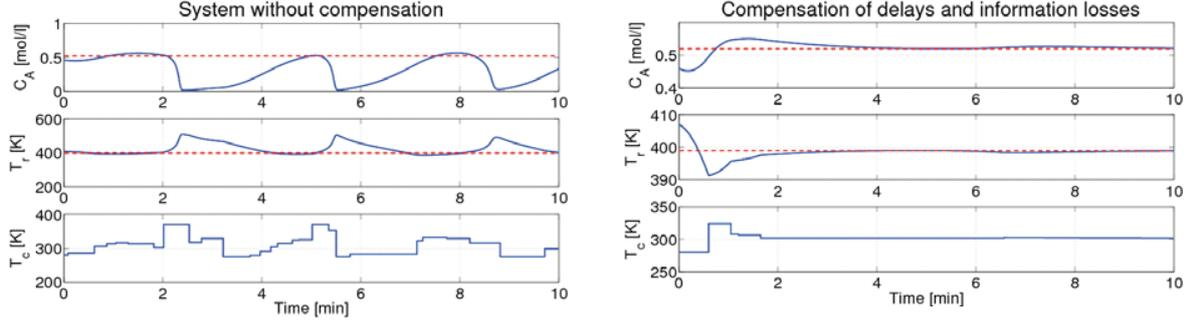 System without compensation
C_A [mol/l]
1
0.5
0
0 2 4 6 8 10
T_r [K]
600
400
200
0 2 4 6 8 10
T_c [K]
400
300
200
0 2 4 6 8 10
Time [min]
Compensation of delays and information losses
C_A [mol/l]
0.5
0.4
0 2 4 6 8 10
T_r [K]
410
400
390
0 2 4 6 8 10
T_c [K]
350
300
250
0 2 4 6 8 10
Time [min]